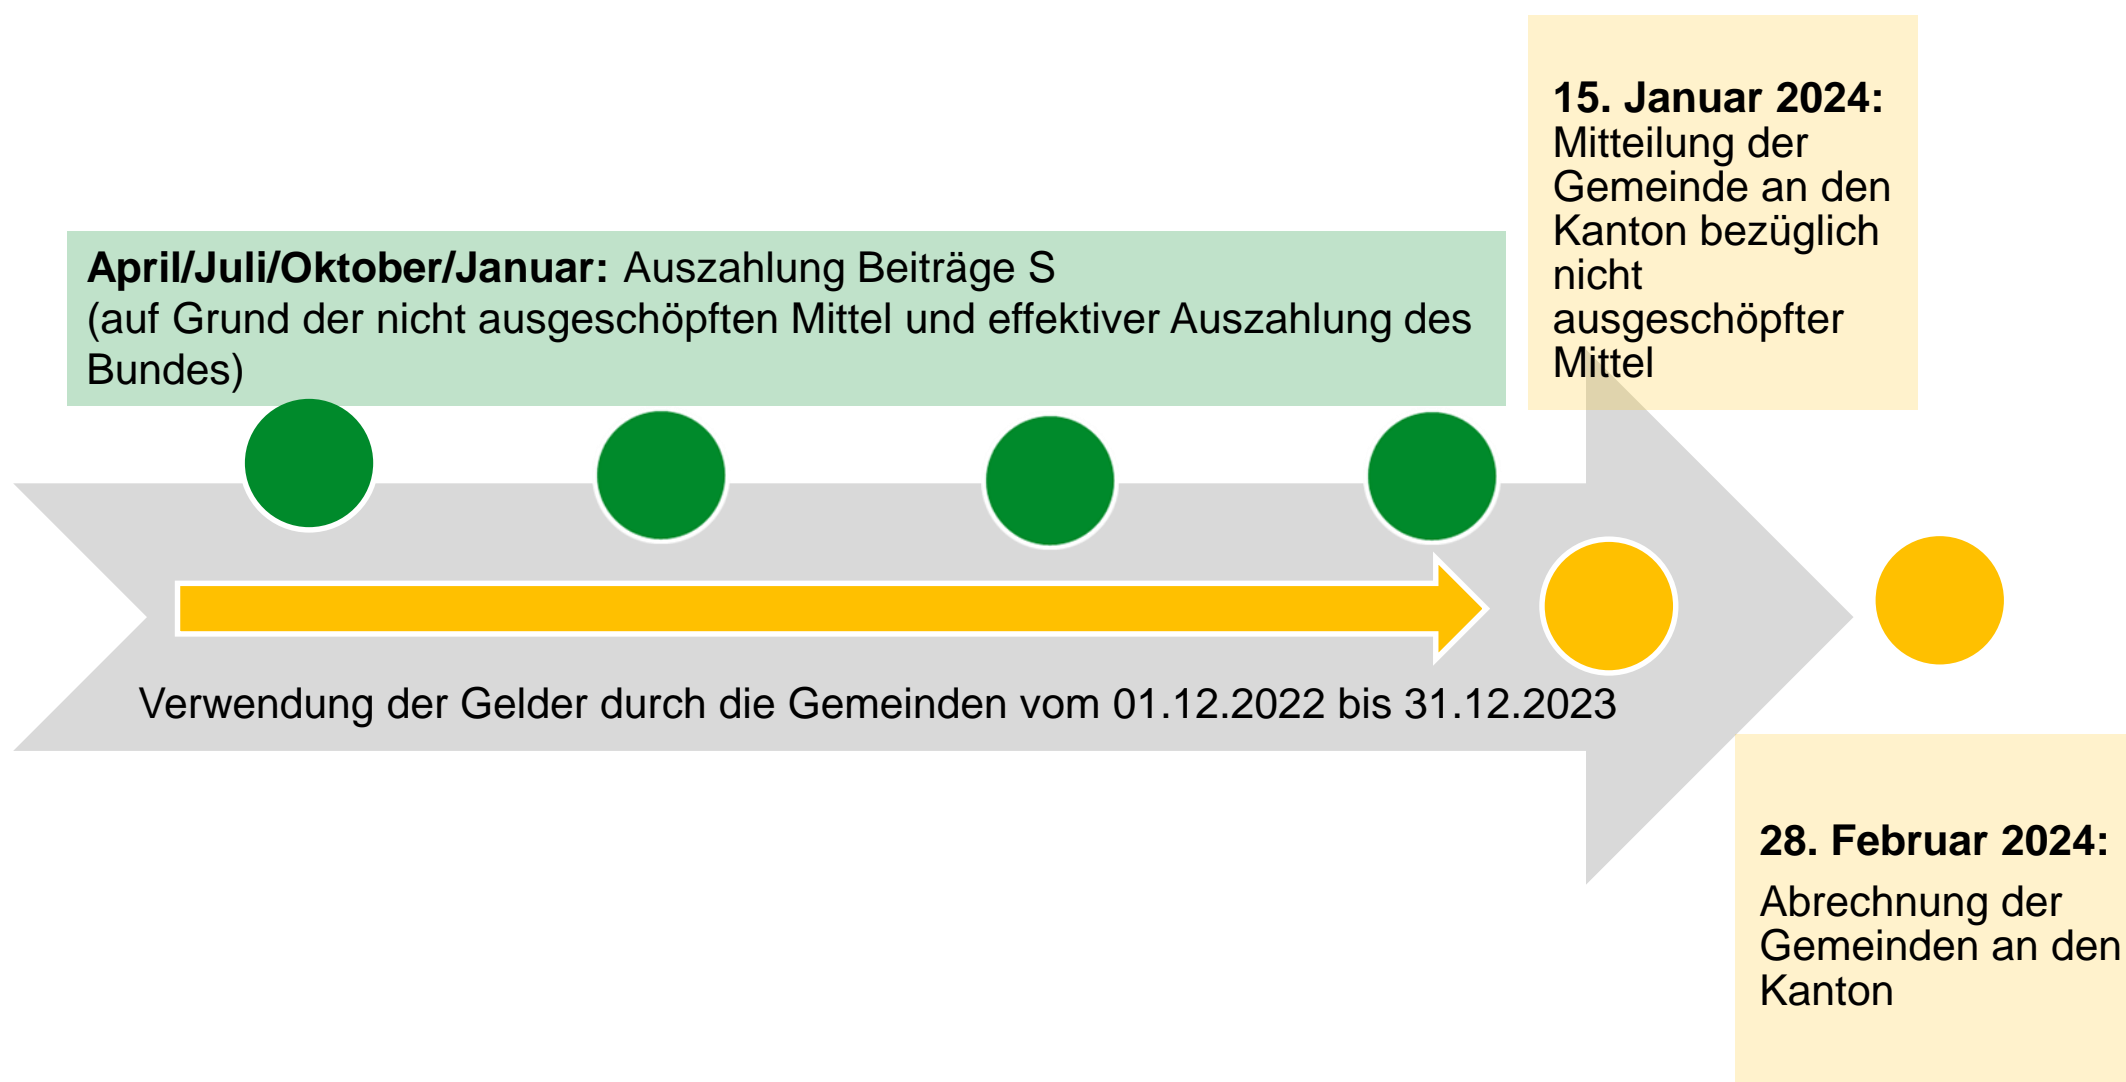 15. Januar 2024:
Mitteilung der
Gemeinde an den
Kanton bezüglich
nicht
ausgeschöpfter
Mittel
April/Juli/Oktober/Januar: Auszahlung Beiträge S
(auf Grund der nicht ausgeschöpften Mittel und effektiver Auszahlung des
Bundes)
Verwendung der Gelder durch die Gemeinden vom 01.12.2022 bis 31.12.2023
28. Februar 2024:
Abrechnung der
Gemeinden an den
Kanton